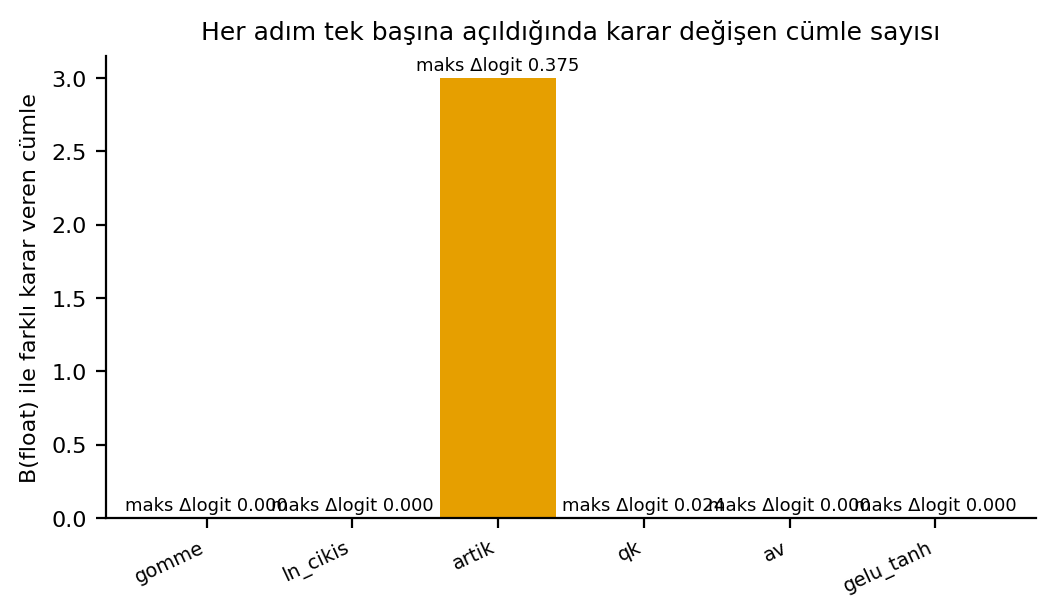 Her adım tek başına açıldığında karar değişen cümle sayısı
maks Δlogit 0.375
B(float) ile farklı karar veren cümle
3.0
2.5
2.0
1.5
1.0
0.5
0.0
maks Δlogit 0.000
maks Δlogit 0.000
maks Δlogit 0.024
maks Δlogit 0.000
maks Δlogit 0.000
gomme
ln_cikis
artik
qk
av
gelu_tanh